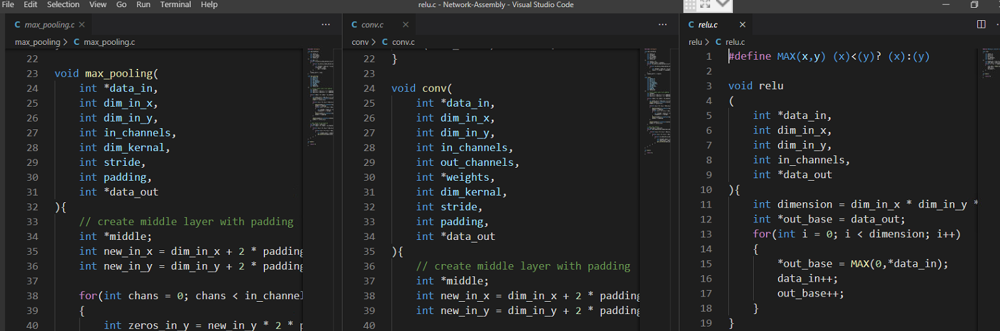 File Edit Selection View Go Run Terminal Help
relu.c - Network-Assembly - Visual Studio Code
C max_pooling.c ×
max_pooling > C max_pooling.c
22
23 void max_pooling(
24 int *data_in,
25 int dim_in_x,
26 int dim_in_y,
27 int in_channels,
28 int dim_kernal,
29 int stride,
30 int padding,
31 int *data_out
32 ){
33 // create middle layer with padding
34 int *middle;
35 int new_in_x = dim_in_x + 2 * padding
36 int new_in_y = dim_in_y + 2 * padding
37
38 for(int chans = 0; chans < in_channel
39 {
40 int zeros_in_y = new_in_y * 2 * p
C conv.c ×
conv > C conv.c
22 }
23
24 void conv(
25 int *data_in,
26 int dim_in_x,
27 int dim_in_y,
28 int in_channels,
29 int out_channels,
30 int *weights,
31 int dim_kernal,
32 int stride,
33 int padding,
34 int *data_out
35 ){
36 // create middle layer with padding
37 int *middle;
38 int new_in_x = dim_in_x + 2 * padding
39 int new_in_y = dim_in_y + 2 * padding
40
C relu.c ×
relu > C relu.c
1 #define MAX(x,y) (x)<(y)? (x):(y)
2
3 void relu
4 (
5 int *data_in,
6 int dim_in_x,
7 int dim_in_y,
8 int in_channels,
9 int *data_out
10 ){
11 int dimension = dim_in_x * dim_in_y *
12 int *out_base = data_out;
13 for(int i = 0; i < dimension; i++)
14 {
15 *out_base = MAX(0,*data_in);
16 data_in++;
17 out_base++;
18 }
19 }